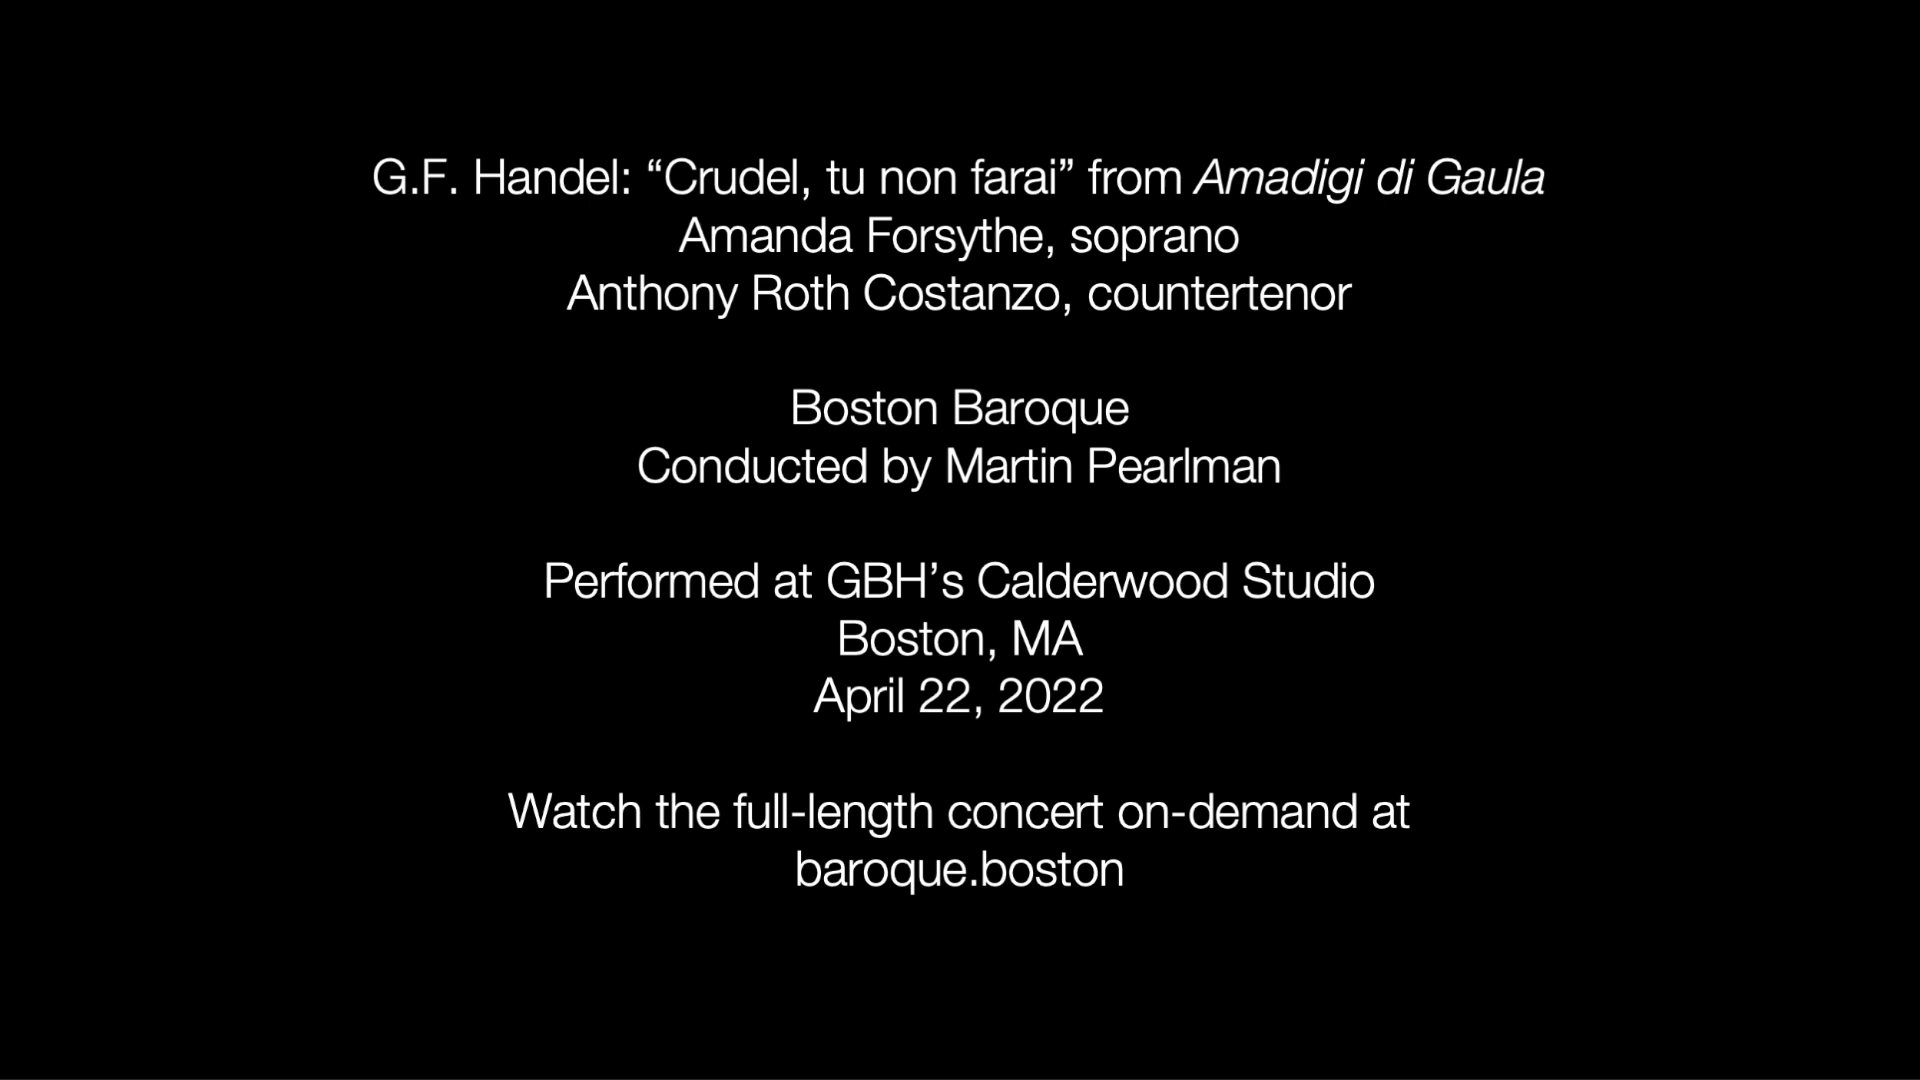 G.F. Handel: “Crudel, tu non farai” from Amadigi di Gaula
Amanda Forsythe, soprano
Anthony Roth Costanzo, countertenor
Boston Baroque
Conducted by Martin Pearlman
Performed at GBH’s Calderwood Studio
Boston, MA
April 22, 2022
Watch the full-length concert on-demand at
baroque.boston